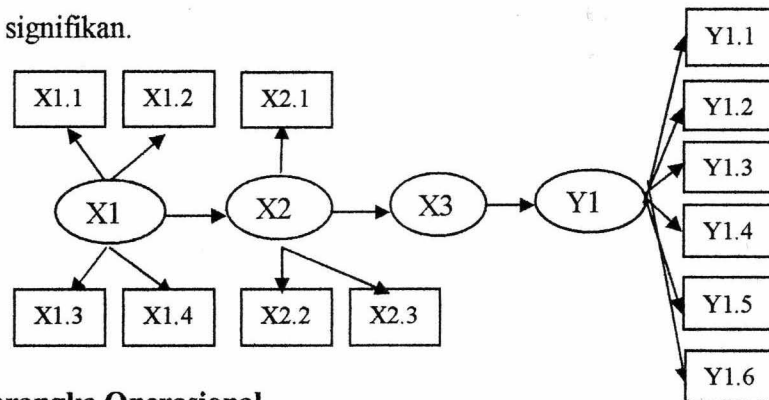 signifikan.
Y1.1
X1.1 X1.2 X2.1
Y1.2
Y1.3
X1 X2 X3 Y1
Y1.4
X1.3 X1.4 X2.2 X2.3
Y1.5
Y1.6
Operasional